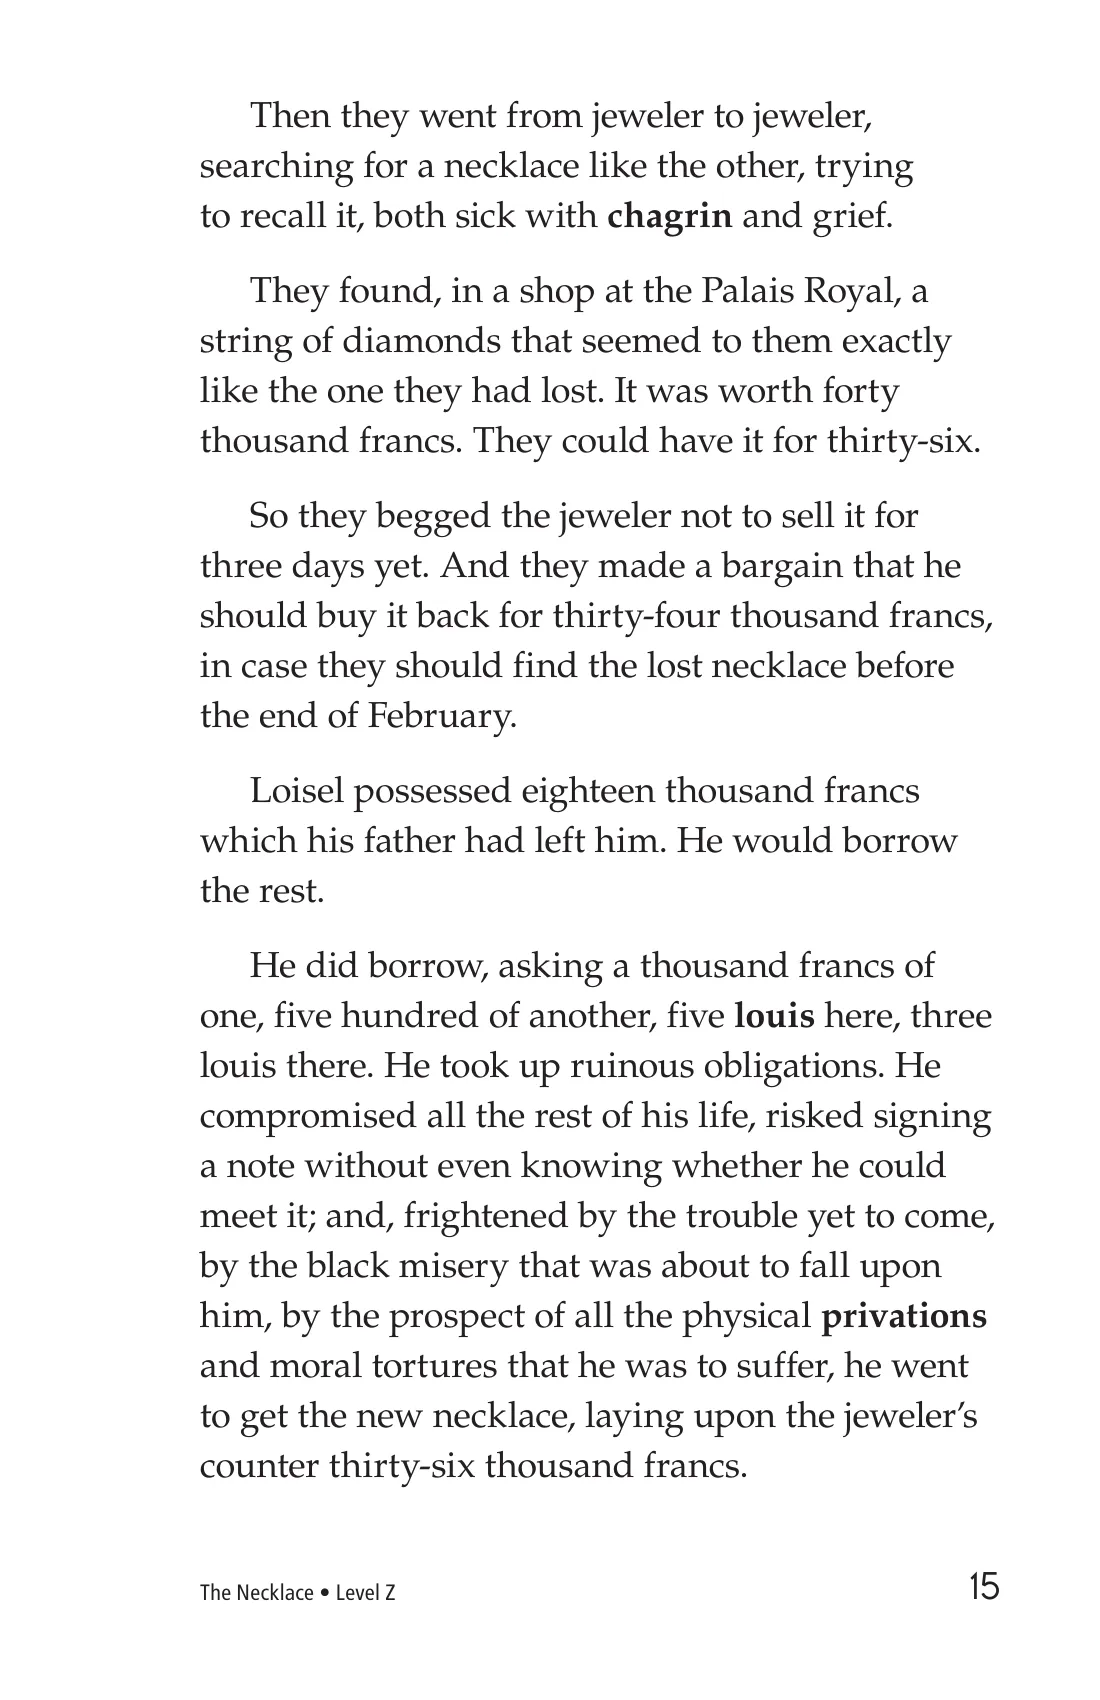 Then they went from jeweler to jeweler,
searching for a necklace like the other, trying
to recall it, both sick with chagrin and grief.
They found, in a shop at the Palais Royal, a
string of diamonds that seemed to them exactly
like the one they had lost. It was worth forty
thousand francs. They could have it for thirty-six.
So they begged the jeweler not to sell it for
three days yet. And they made a bargain that he
should buy it back for thirty-four thousand francs,
in case they should find the lost necklace before
the end of February.
Loisel possessed eighteen thousand francs
which his father had left him. He would borrow
the rest.
He did borrow, asking a thousand francs of
one, five hundred of another, five louis here, three
louis there. He took up ruinous obligations. He
compromised all the rest of his life, risked signing
a note without even knowing whether he could
meet it; and, frightened by the trouble yet to come,
by the black misery that was about to fall upon
him, by the prospect of all the physical privations
and moral tortures that he was to suffer, he went
to get the new necklace, laying upon the jeweler’s
counter thirty-six thousand francs.
The Necklace • Level Z
15